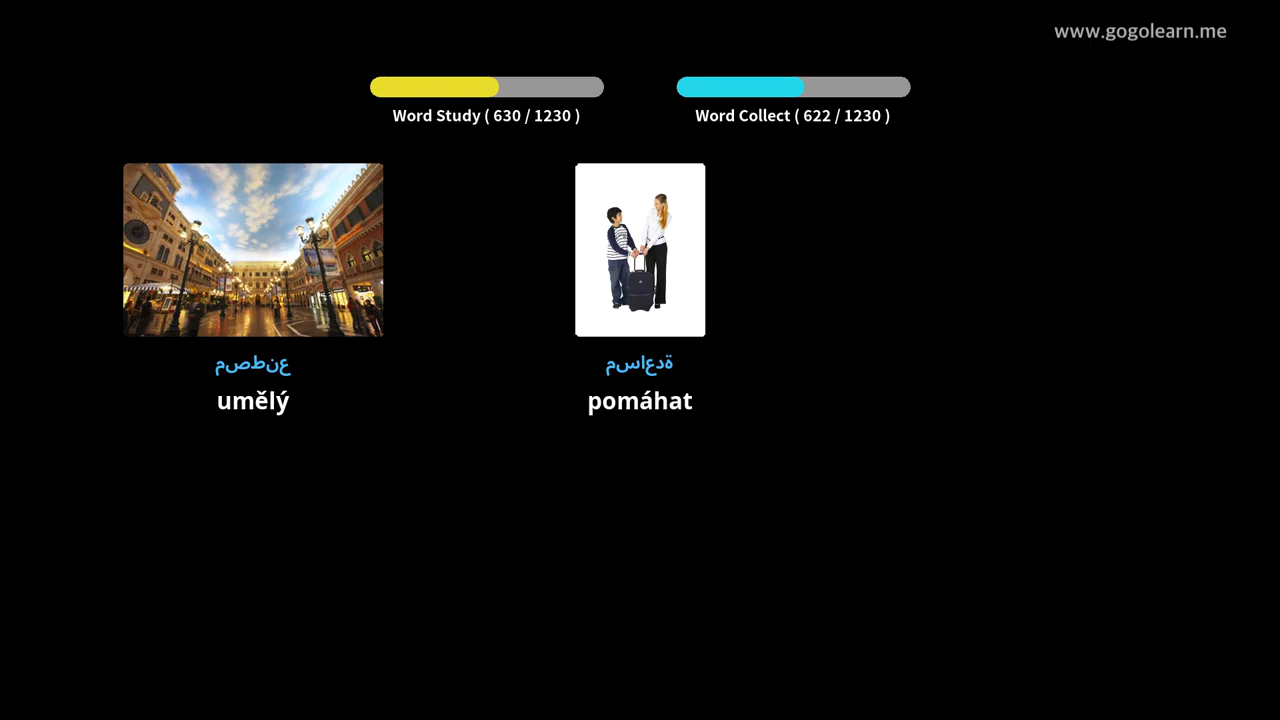 www.gogolearn.me
Word Study ( 630 / 1230 )
Word Collect ( 622 / 1230 )
مصطنع
umělý
مساعدة
pomáhat